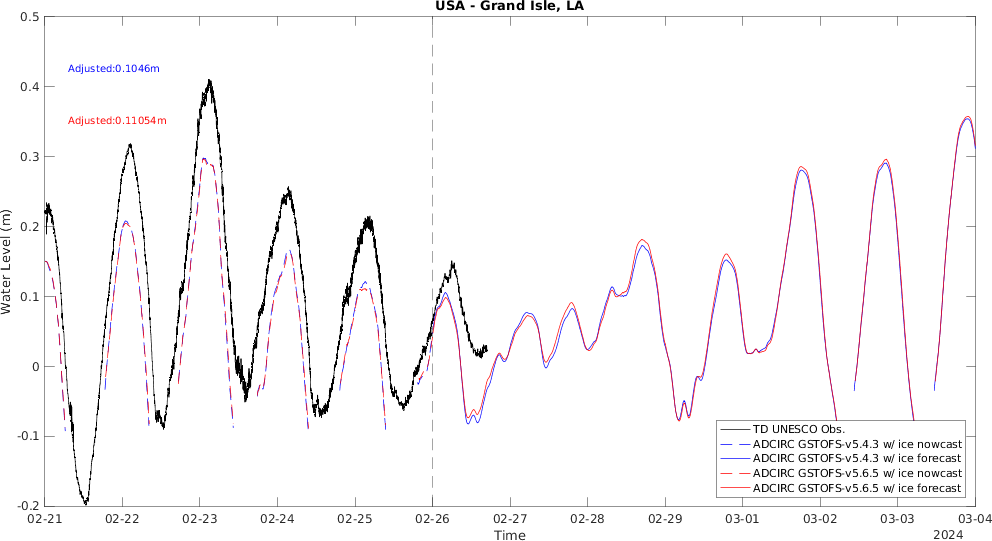 USA - Grand Isle, LA
0.5
0.4
0.3
0.2
0.1
0
-0.1
-0.2
Water Level (m)
Adjusted:0.1046m
Adjusted:0.11054m
TD UNESCO Obs.
ADCIRC GSTOFS-v5.4.3 w/ ice nowcast
ADCIRC GSTOFS-v5.4.3 w/ ice forecast
ADCIRC GSTOFS-v5.6.5 w/ ice nowcast
ADCIRC GSTOFS-v5.6.5 w/ ice forecast
02-21 02-22 02-23 02-24 02-25 02-26 02-27 02-28 02-29 03-01 03-02 03-03 03-04
Time
2024